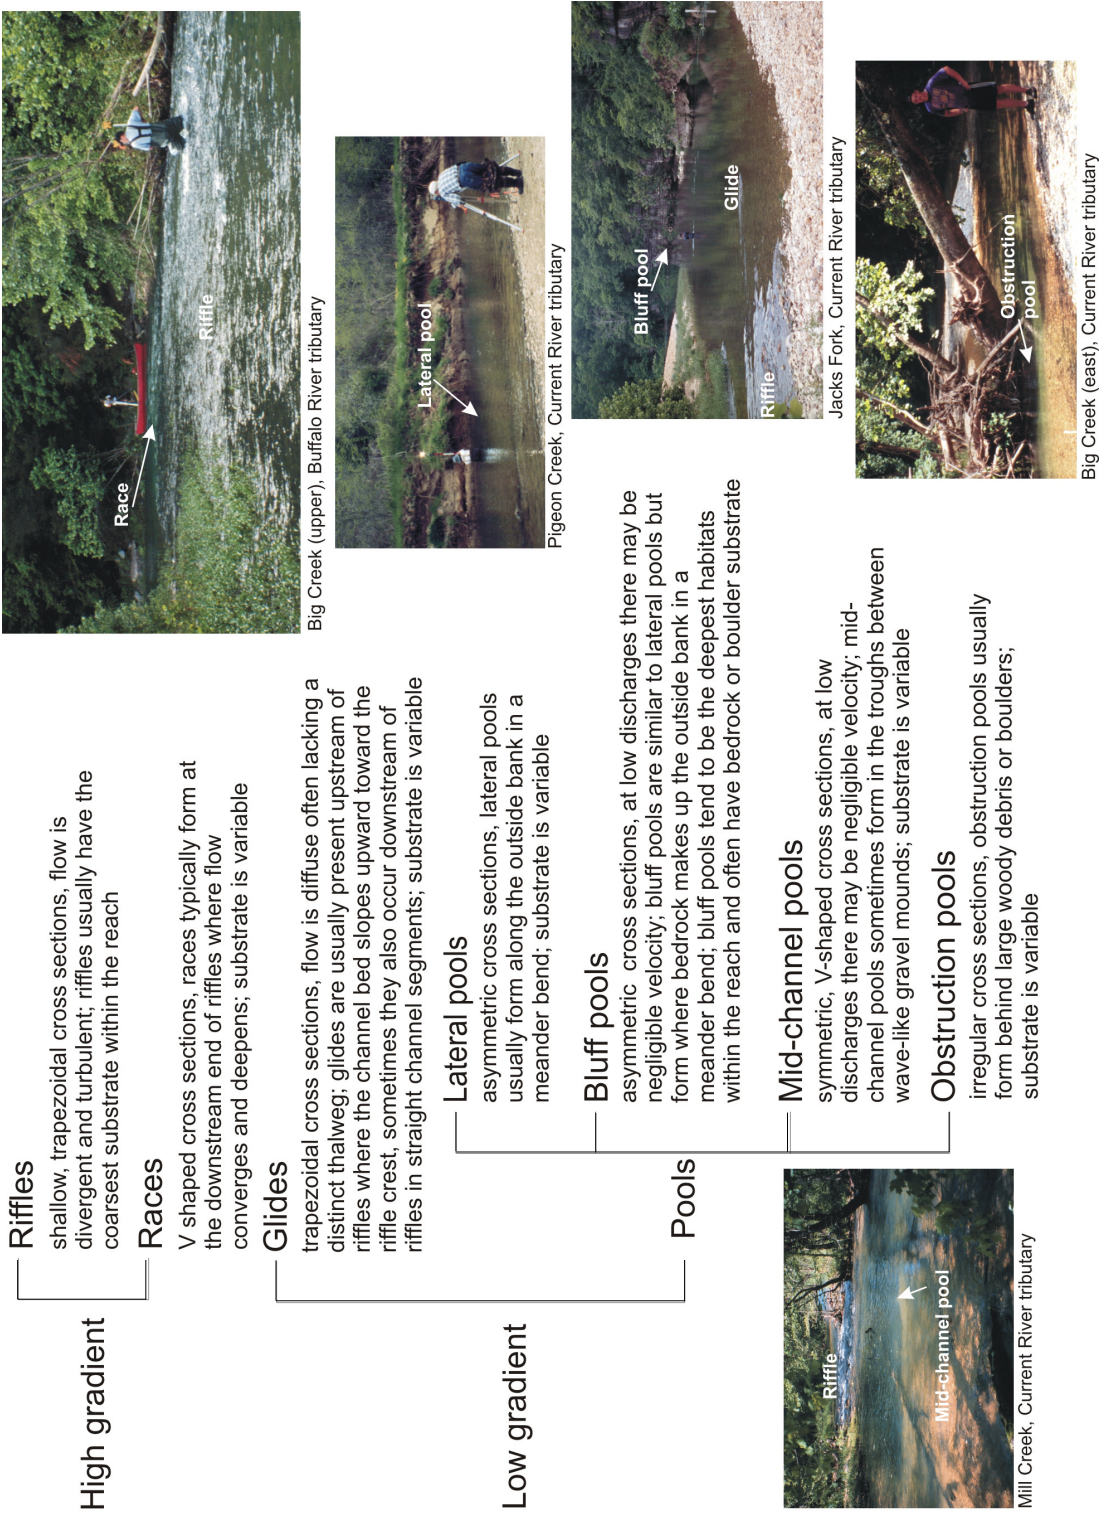 High gradient
Riffles
shallow, trapezoidal cross sections, flow is
divergent and turbulent; riffles usually have the
coarsest substrate within the reach
Races
V shaped cross sections, races typically form at
the downstream end of riffles where flow
converges and deepens; substrate is variable
Low gradient
Glides
trapezoidal cross sections, flow is diffuse often lacking a
distinct thalweg; glides are usually present upstream of
riffles where the channel bed slopes upward toward the
riffle crest, sometimes they also occur downstream of
riffles in straight channel segments; substrate is variable
Pools
Lateral pools
asymmetric cross sections, lateral pools
usually form along the outside bank in a
meander bend; substrate is variable
Bluff pools
asymmetric cross sections, at low discharges there may be
negligible velocity; bluff pools are similar to lateral pools but
form where bedrock makes up the outside bank in a
meander bend; bluff pools tend to be the deepest habitats
within the reach and often have bedrock or boulder substrate
Mid-channel pools
symmetric, V-shaped cross sections, at low
discharges there may be negligible velocity; mid-
channel pools sometimes form in the troughs between
wave-like gravel mounds; substrate is variable
Obstruction pools
irregular cross sections, obstruction pools usually
form behind large woody debris or boulders;
substrate is variable
Race
Riffle
Big Creek (upper), Buffalo River tributary
Lateral pool
Pigeon Creek, Current River tributary
Bluff pool
Glide
Riffle
Jacks Fork, Current River tributary
Obstruction
pool
Big Creek (east), Current River tributary
Riffle
Mid-channel pool
Mill Creek, Current River tributary